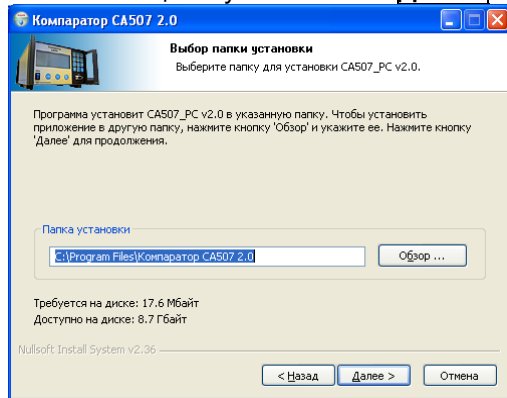 Компаратор СА507 2.0
Выбор папки установки
Выберите папку для установки СА507_PC v2.0.
Программа установит СА507_PC v2.0 в указанную папку. Чтобы установить
приложение в другую папку, нажмите кнопку 'Обзор' и укажите ее. Нажмите кнопку
'Далее' для продолжения.
Папка установки
C:\Program Files\Компаратор СА507 2.0
Обзор ...
Требуется на диске: 17.6 Мбайт
Доступно на диске: 8.7 Гбайт
Nullsoft Install System v2.36
< Назад
Далее >
Отмена